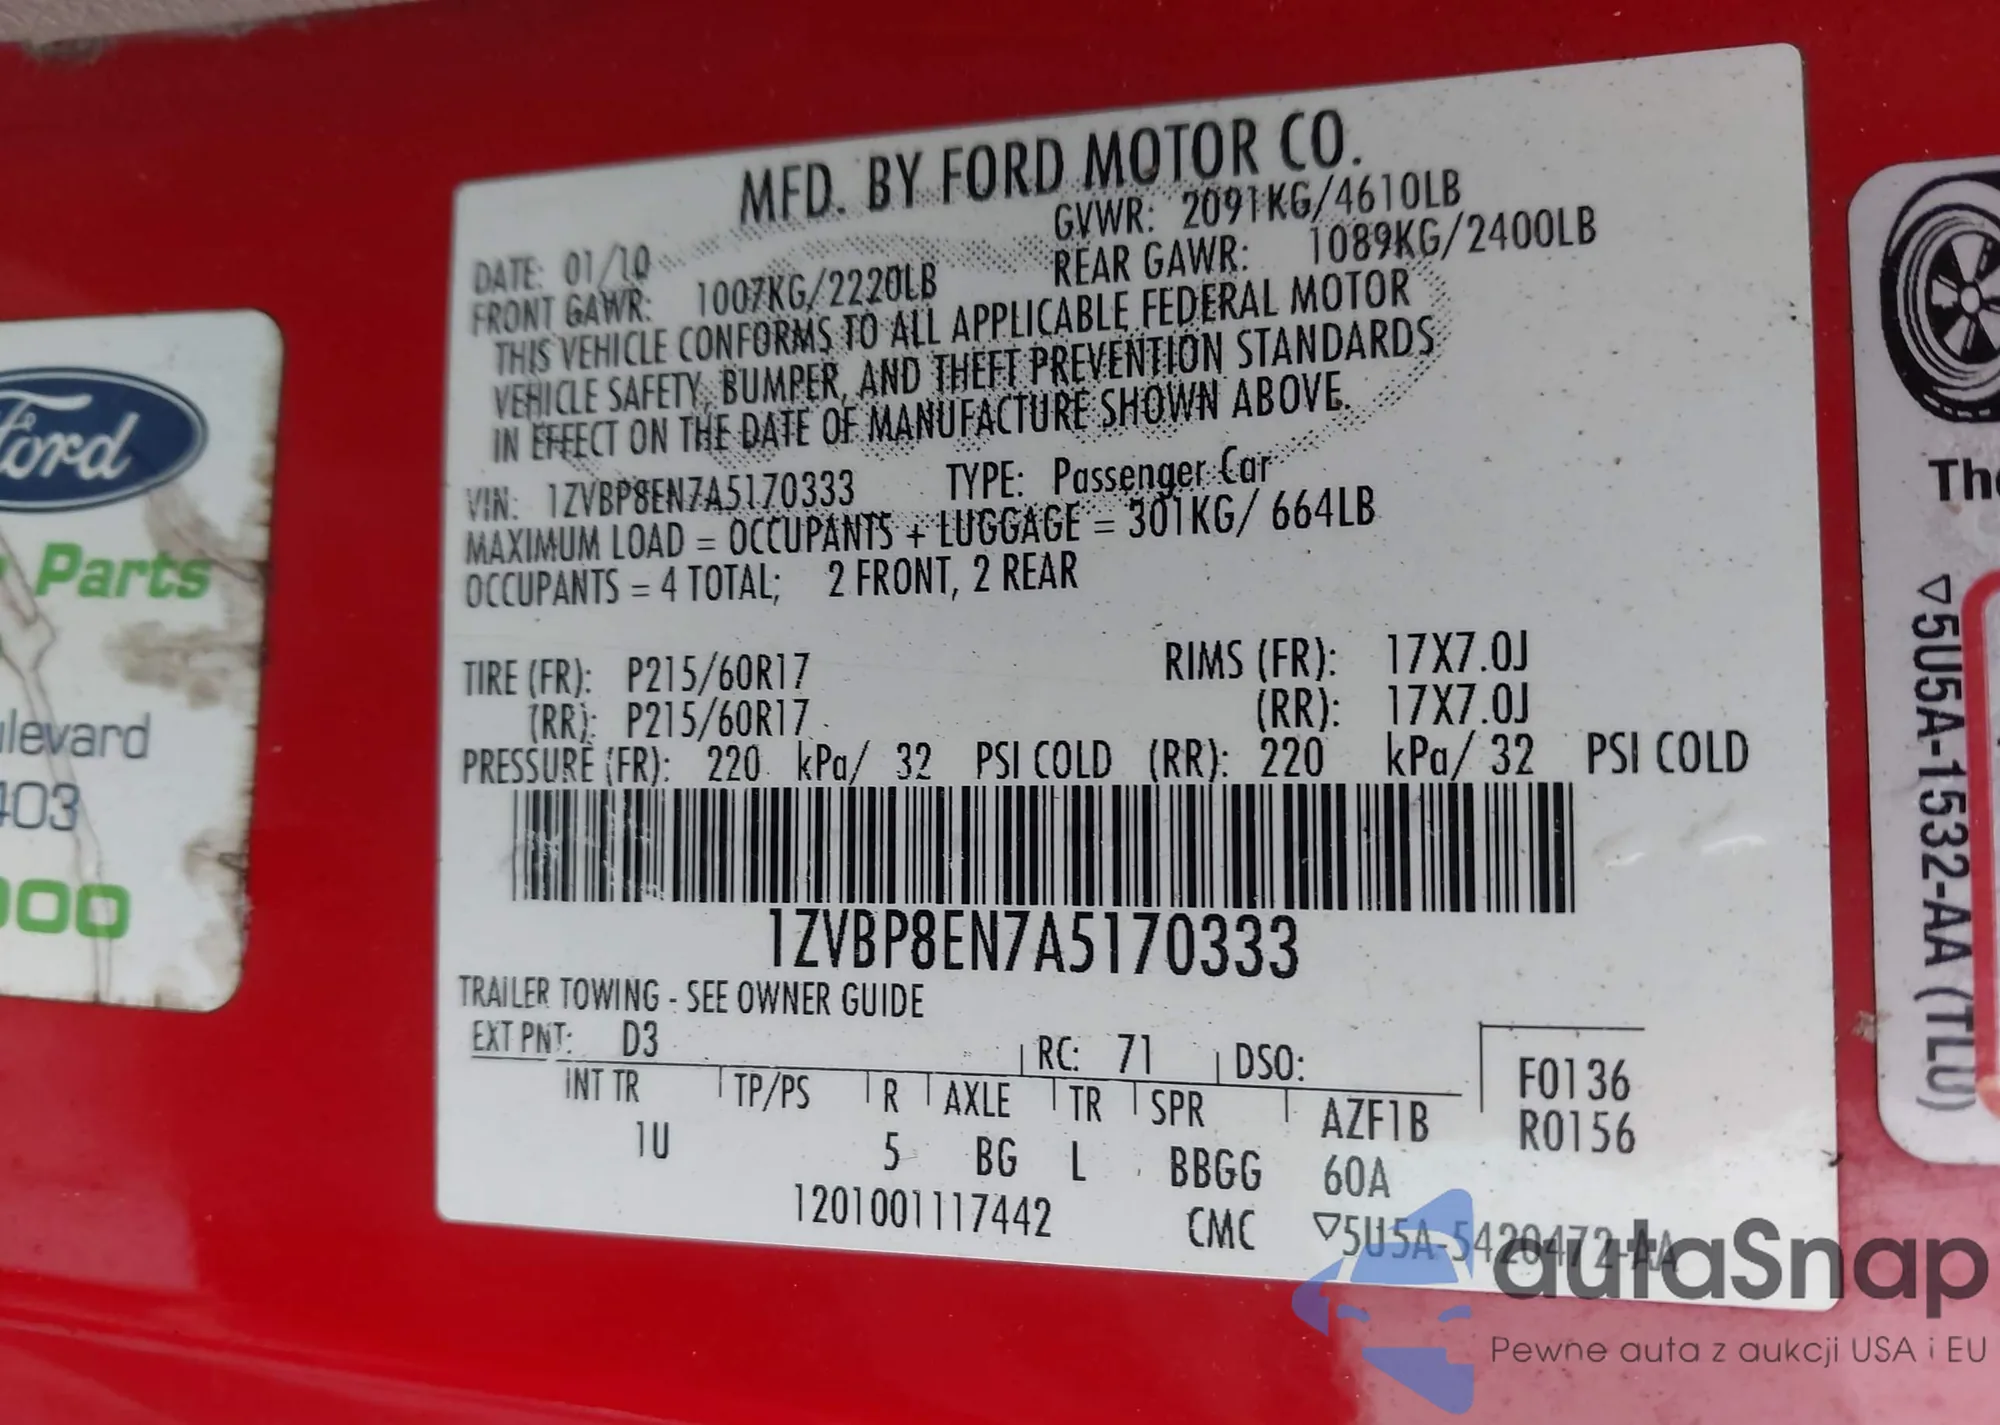 MFD. BY FORD MOTOR CO.
DATE: 01/10 GVWR: 2091KG/4610LB
FRONT GAWR: 1007KG/2220LB REAR GAWR: 1089KG/2400LB
THIS VEHICLE CONFORMS TO ALL APPLICABLE FEDERAL MOTOR
VEHICLE SAFETY, BUMPER, AND THEFT PREVENTION STANDARDS
IN EFFECT ON THE DATE OF MANUFACTURE SHOWN ABOVE.
VIN: 1ZVBP8EN7A5170333 TYPE: Passenger Car
MAXIMUM LOAD = OCCUPANTS + LUGGAGE = 301KG/ 664LB
OCCUPANTS = 4 TOTAL; 2 FRONT, 2 REAR
TIRE (FR): P215/60R17 RIMS (FR): 17X7.0J
(RR): P215/60R17 (RR): 17X7.0J
PRESSURE (FR): 220 kPa/ 32 PSI COLD (RR): 220 kPa/ 32 PSI COLD
1ZVBP8EN7A5170333
TRAILER TOWING - SEE OWNER GUIDE
EXT PNT: D3 RC: 71 DSO: F0136
INT TR TP/PS R AXLE TR SPR AZF1B R0156
1U 5 BG L BBGG 60A
1201001117442 CMC ▽5U5A-5420472-AA
Ford
Parts
levard
403
000
▽5U5A-1532-AA (TLU)
autaSnap
Pewne auta z aukcji USA i EU